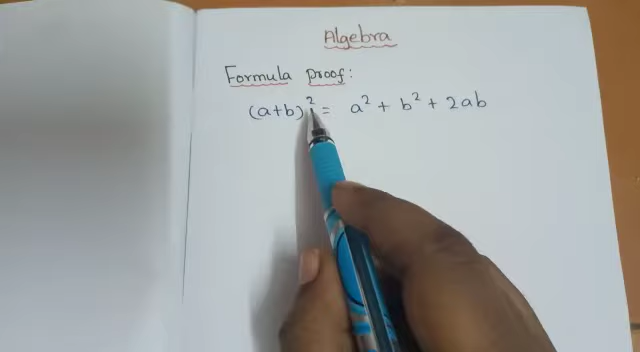 Algebra
Formula proof:
(a+b)² = a² + b² + 2ab